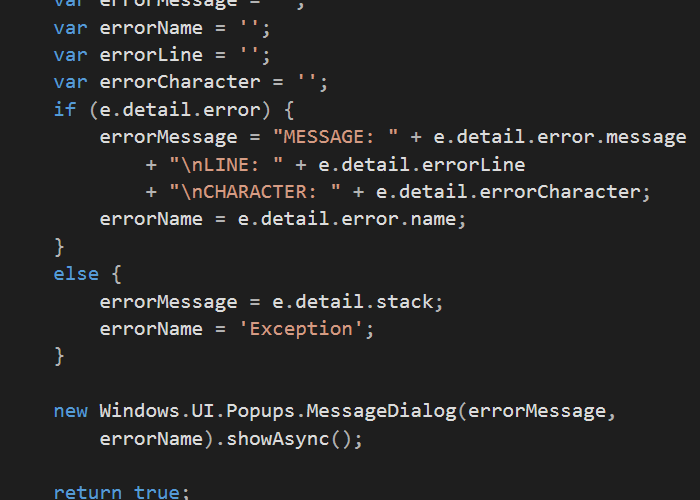 var errorMessage = '';
    var errorName = '';
    var errorLine = '';
var errorCharacter = '';
if (e.detail.error) {
    errorMessage = "MESSAGE: " + e.detail.error.message
        + "\nLINE: " + e.detail.errorLine
        + "\nCHARACTER: " + e.detail.errorCharacter;
    errorName = e.detail.error.name;
}
else {
    errorMessage = e.detail.stack;
    errorName = 'Exception';
}
new Windows.UI.Popups.MessageDialog(errorMessage,
    errorName).showAsync();
return true;